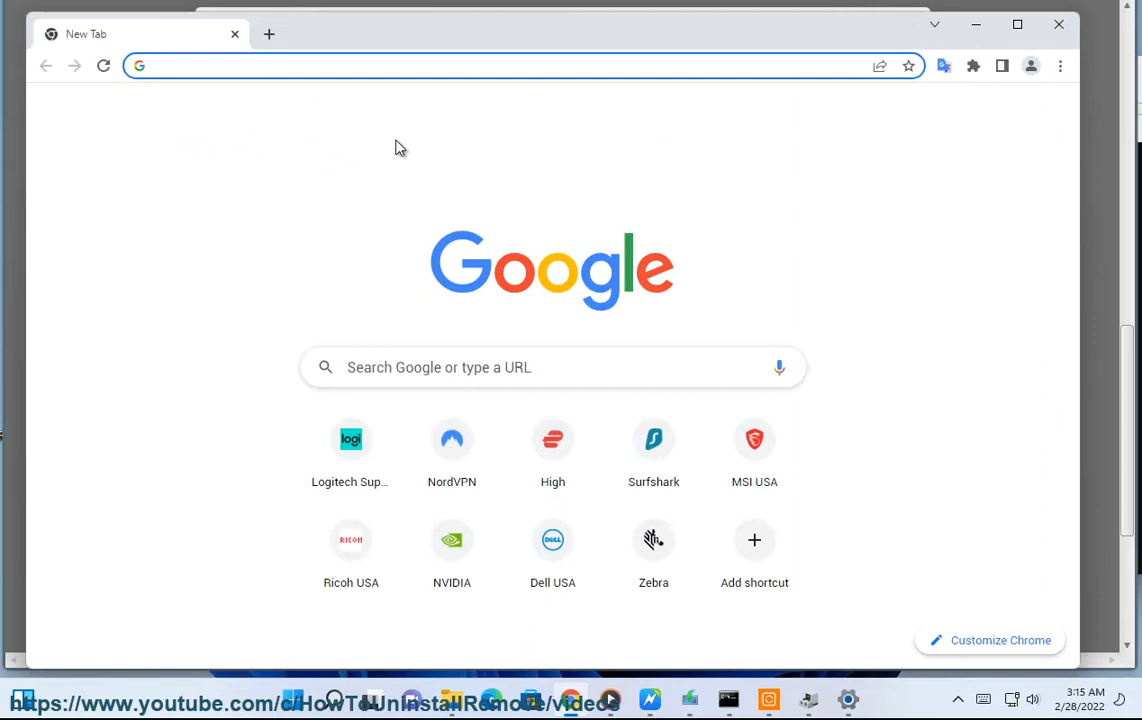 New Tab
Google
Search Google or type a URL
logi
Logitech Sup...
NordVPN
High
Surfshark
MSI USA
RICOH
DELL
Ricoh USA
NVIDIA
Dell USA
Zebra
Add shortcut
Customize Chrome
https://www.youtube.com/c/HowToUnInstallRemove/videos
3:15 AM
2/28/2022